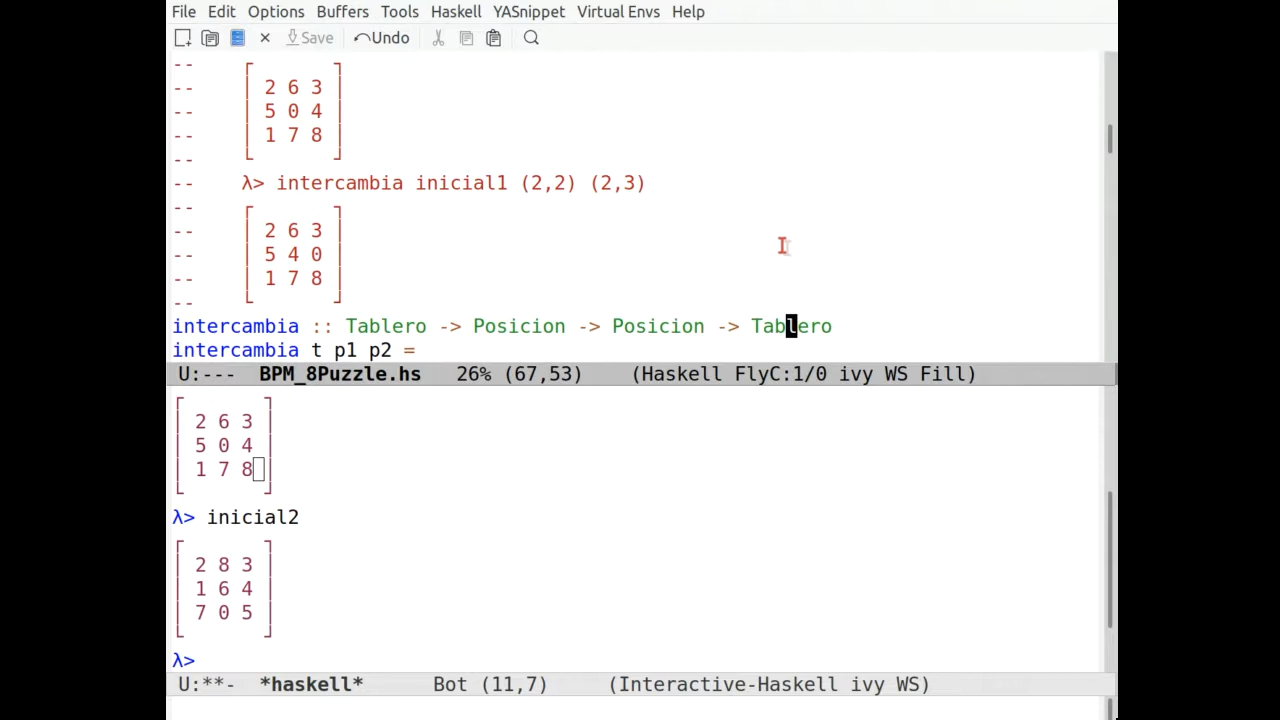 File Edit Options Buffers Tools Haskell YASnippet Virtual Envs Help
Save Undo
--
-- 2 6 3
-- 5 0 4
-- 1 7 8
--
-- λ> intercambia inicial1 (2,2) (2,3)
--
-- 2 6 3
-- 5 4 0
-- 1 7 8
--
intercambia :: Tablero -> Posicion -> Posicion -> Tablero
intercambia t p1 p2 =
U:--- BPM_8Puzzle.hs 26% (67,53) (Haskell FlyC:1/0 ivy WS Fill)
2 6 3
5 0 4
1 7 8
λ> inicial2
2 8 3
1 6 4
7 0 5
λ>
U:**- *haskell* Bot (11,7) (Interactive-Haskell ivy WS)